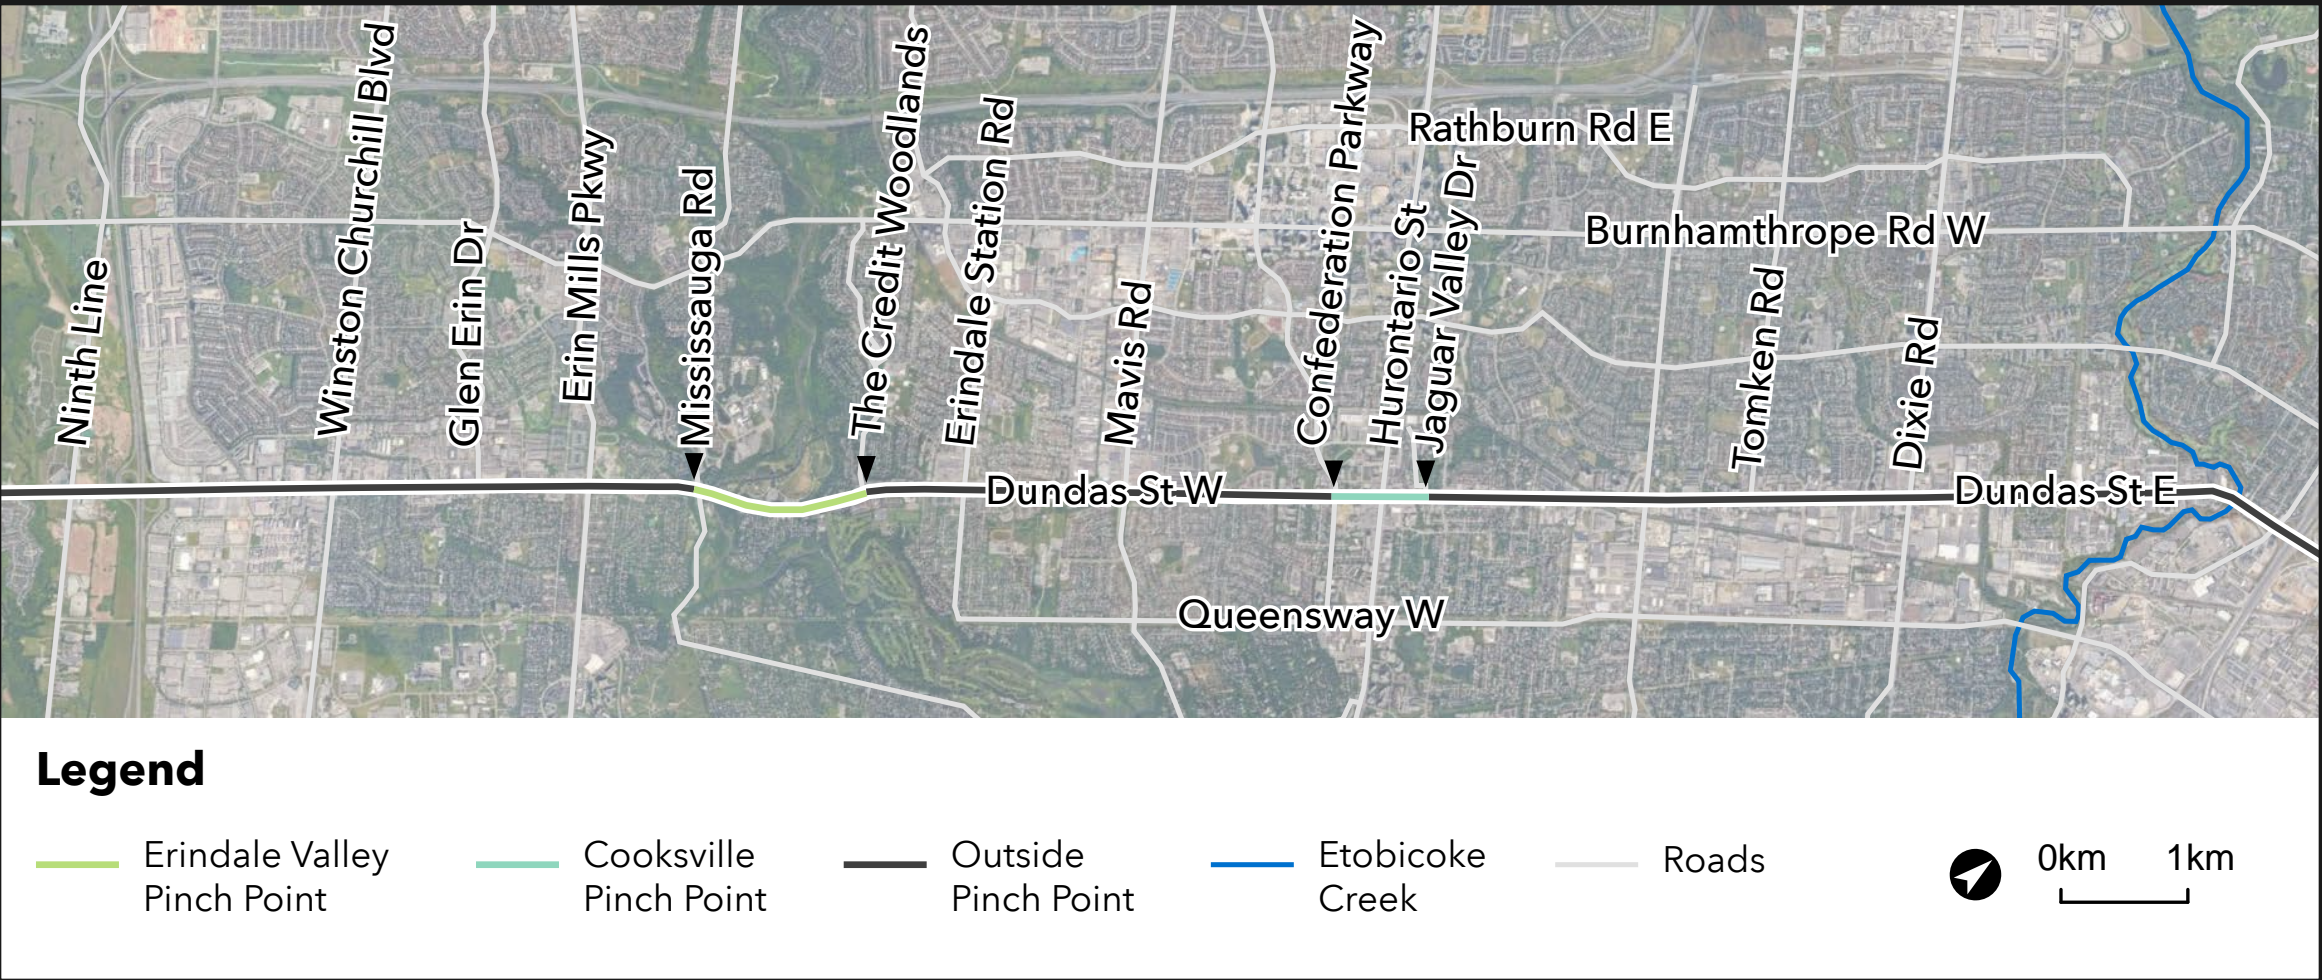 Ninth Line
Winston Churchill Blvd
Glen Erin Dr
Erin Mills Pkwy
Mississauga Rd
The Credit Woodlands
Erindale Station Rd
Mavis Rd
Confederation Parkway
Hurontario St
Jaguar Valley Dr
Tomken Rd
Dixie Rd
Rathburn Rd E
Burnhamthrope Rd W
Dundas St W
Dundas St E
Queensway W
Legend
Erindale Valley
Pinch Point
Cooksville
Pinch Point
Outside
Pinch Point
Etobicoke
Creek
Roads
0km
1km